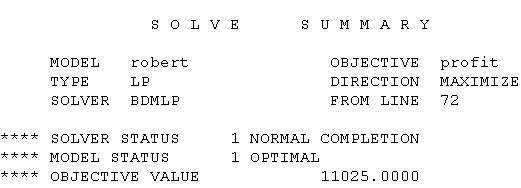 S O L V E S U M M A R Y
MODEL robert OBJECTIVE profit
TYPE LP DIRECTION MAXIMIZE
SOLVER BDMLP FROM LINE 72
**** SOLVER STATUS 1 NORMAL COMPLETION
**** MODEL STATUS 1 OPTIMAL
**** OBJECTIVE VALUE 11025.0000